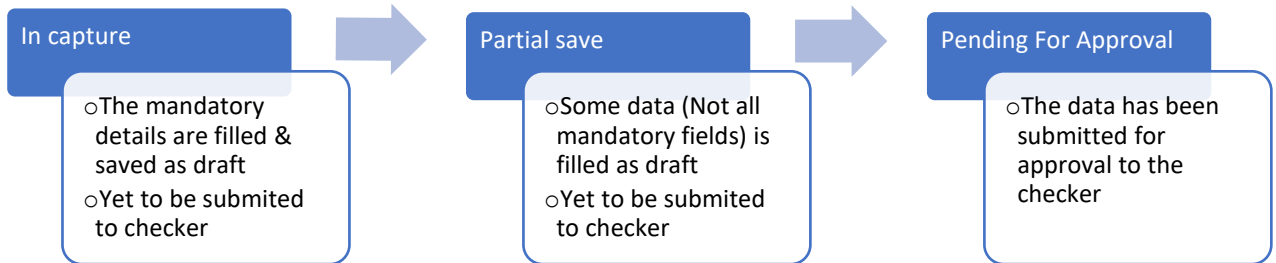 In capture
oThe mandatory
details are filled &
saved as draft
oYet to be submited
to checker
Partial save
oSome data (Not all
mandatory fields) is
filled as draft
oYet to be submited
to checker
Pending For Approval
oThe data has been
submitted for
approval to the
checker